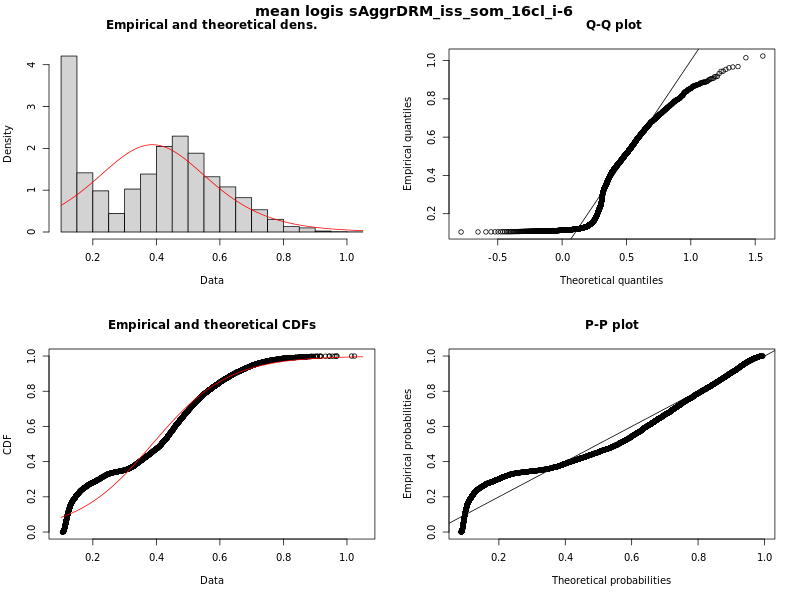 mean logis sAggrDRM_iss_som_16cl_i-6
Empirical and theoretical dens.
Density
0 1 2 3 4
0.2 0.4 0.6 0.8 1.0
Data
Q-Q plot
Empirical quantiles
0.2 0.4 0.6 0.8 1.0
-0.5 0.0 0.5 1.0 1.5
Theoretical quantiles
Empirical and theoretical CDFs
CDF
0.0 0.2 0.4 0.6 0.8 1.0
0.2 0.4 0.6 0.8 1.0
Data
P-P plot
Empirical probabilities
0.0 0.2 0.4 0.6 0.8 1.0
0.2 0.4 0.6 0.8 1.0
Theoretical probabilities